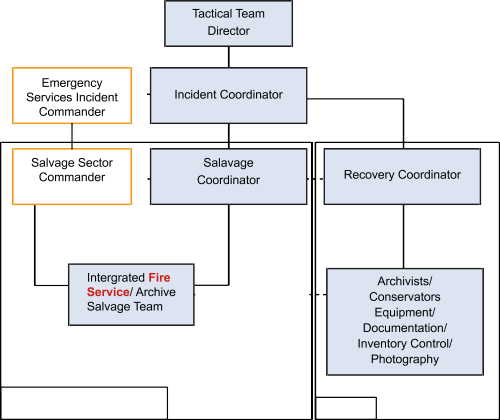 Tactical Team
Director
Emergency
Services Incident
Commander
Incident Coordinator
Salvage Sector
Commander
Salavage
Coordinator
Recovery Coordinator
Intergrated Fire
Service/ Archive
Salvage Team
Archivists/
Conservators
Equipment/
Documentation/
Inventory Control/
Photography